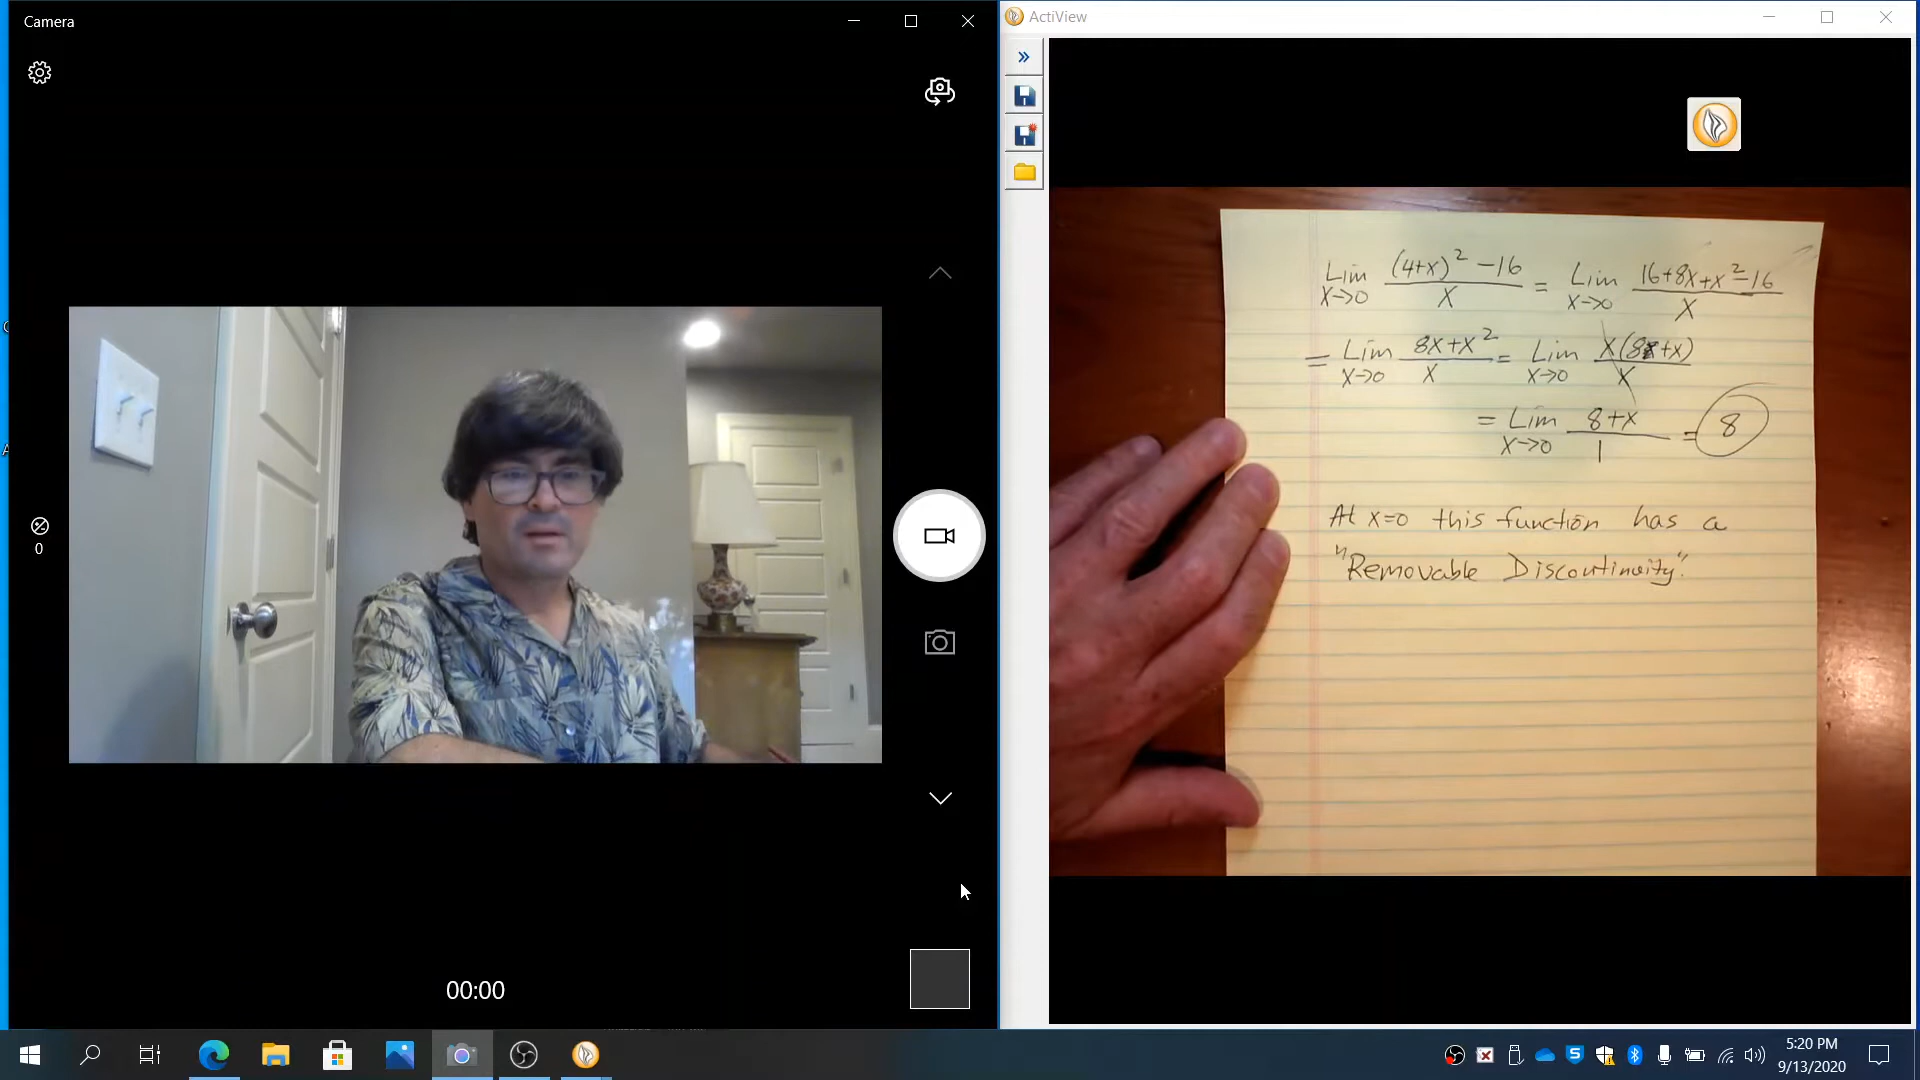 Camera
0
00:00
ActiView
Lim x→0 (4+x)² -16 / x = Lim x→0 16+8x+x²-16 / x
= Lim x→0 8x+x² / x = Lim x→0 x(8+x) / x
= Lim x→0 8+x / 1 = 8
At x=0 this function has a
"Removable Discontinuity".
5:20 PM
9/13/2020